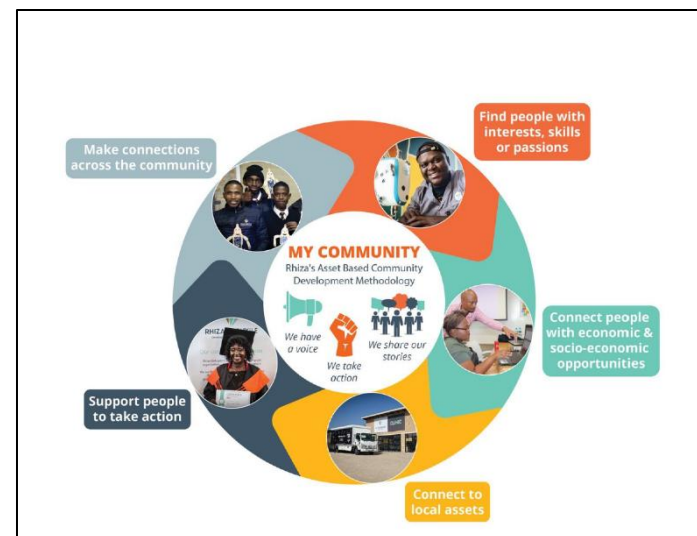 Find people with
interests, skills
or passions
Make connections
across the community
MY COMMUNITY
Rhiza's Asset Based Community
Development Methodology
We have
a voice
We take
action
We share our
stories
Connect people
with economic &
socio-economic
opportunities
Support people
to take action
Connect to
local assets